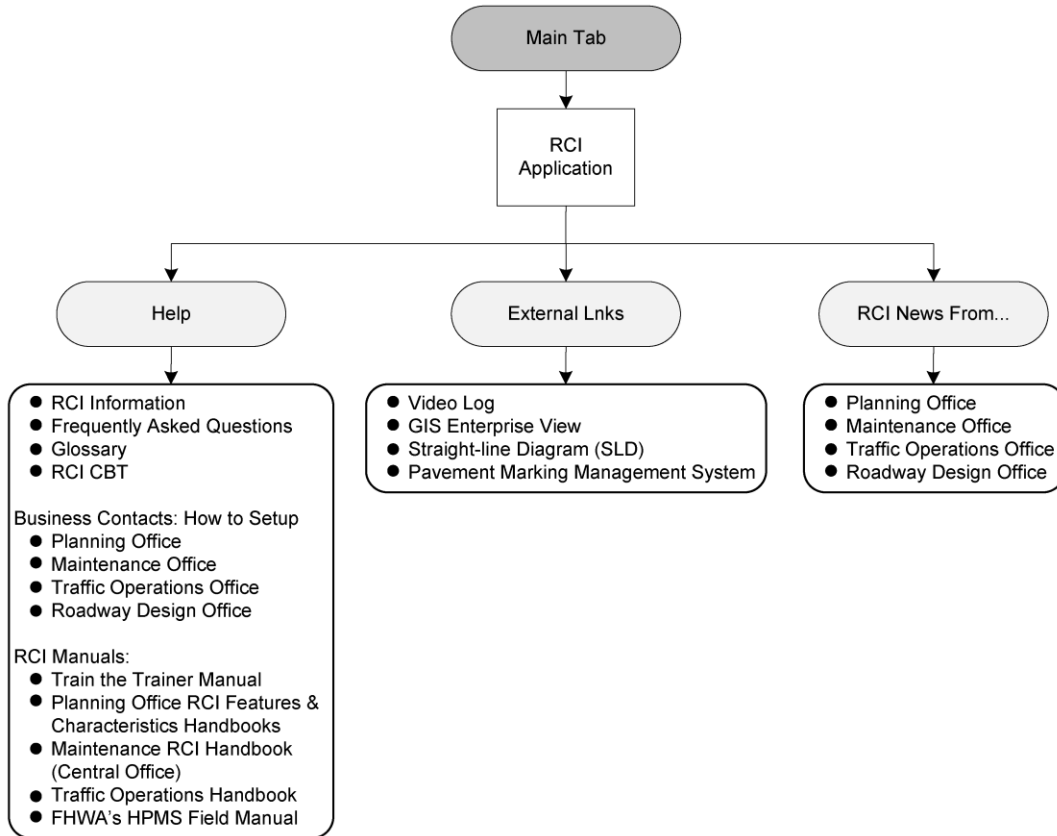 Main Tab
RCI
Application
Help
External Lnks
RCI News From...
● RCI Information
● Frequently Asked Questions
● Glossary
● RCI CBT
Business Contacts: How to Setup
● Planning Office
● Maintenance Office
● Traffic Operations Office
● Roadway Design Office
RCI Manuals:
● Train the Trainer Manual
● Planning Office RCI Features &
Characteristics Handbooks
● Maintenance RCI Handbook
(Central Office)
● Traffic Operations Handbook
● FHWA's HPMS Field Manual
● Video Log
● GIS Enterprise View
● Straight-line Diagram (SLD)
● Pavement Marking Management System
● Planning Office
● Maintenance Office
● Traffic Operations Office
● Roadway Design Office